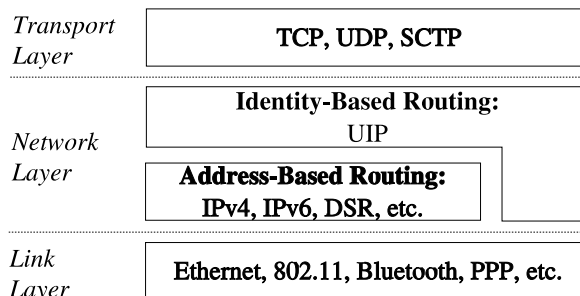 Transport
Layer
TCP, UDP, SCTP
Network
Layer
Identity-Based Routing:
UIP
Address-Based Routing:
IPv4, IPv6, DSR, etc.
Link
Layer
Ethernet, 802.11, Bluetooth, PPP, etc.